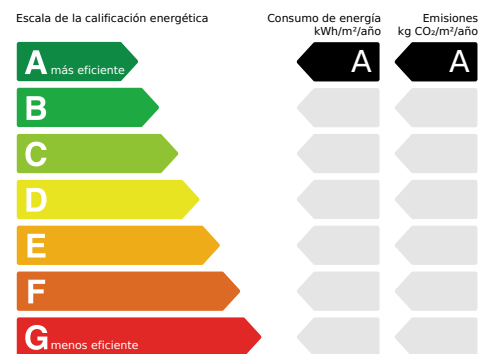 Escala de la calificación energética
Consumo de energía
kWh/m²/año
Emisiones
kg CO₂/m²/año
A más eficiente
A
A
B
C
D
E
F
G menos eficiente